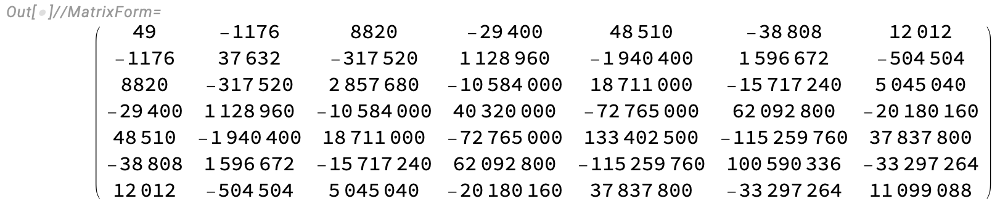 Out[●]//MatrixForm=
49 −1176 8820 −29 400 48 510 −38 808 12 012
−1176 37 632 −317 520 1 128 960 −1 940 400 1 596 672 −504 504
8820 −317 520 2 857 680 −10 584 000 18 711 000 −15 717 240 5 045 040
−29 400 1 128 960 −10 584 000 40 320 000 −72 765 000 62 092 800 −20 180 160
48 510 −1 940 400 18 711 000 −72 765 000 133 402 500 −115 259 760 37 837 800
−38 808 1 596 672 −15 717 240 62 092 800 −115 259 760 100 590 336 −33 297 264
12 012 −504 504 5 045 040 −20 180 160 37 837 800 −33 297 264 11 099 088